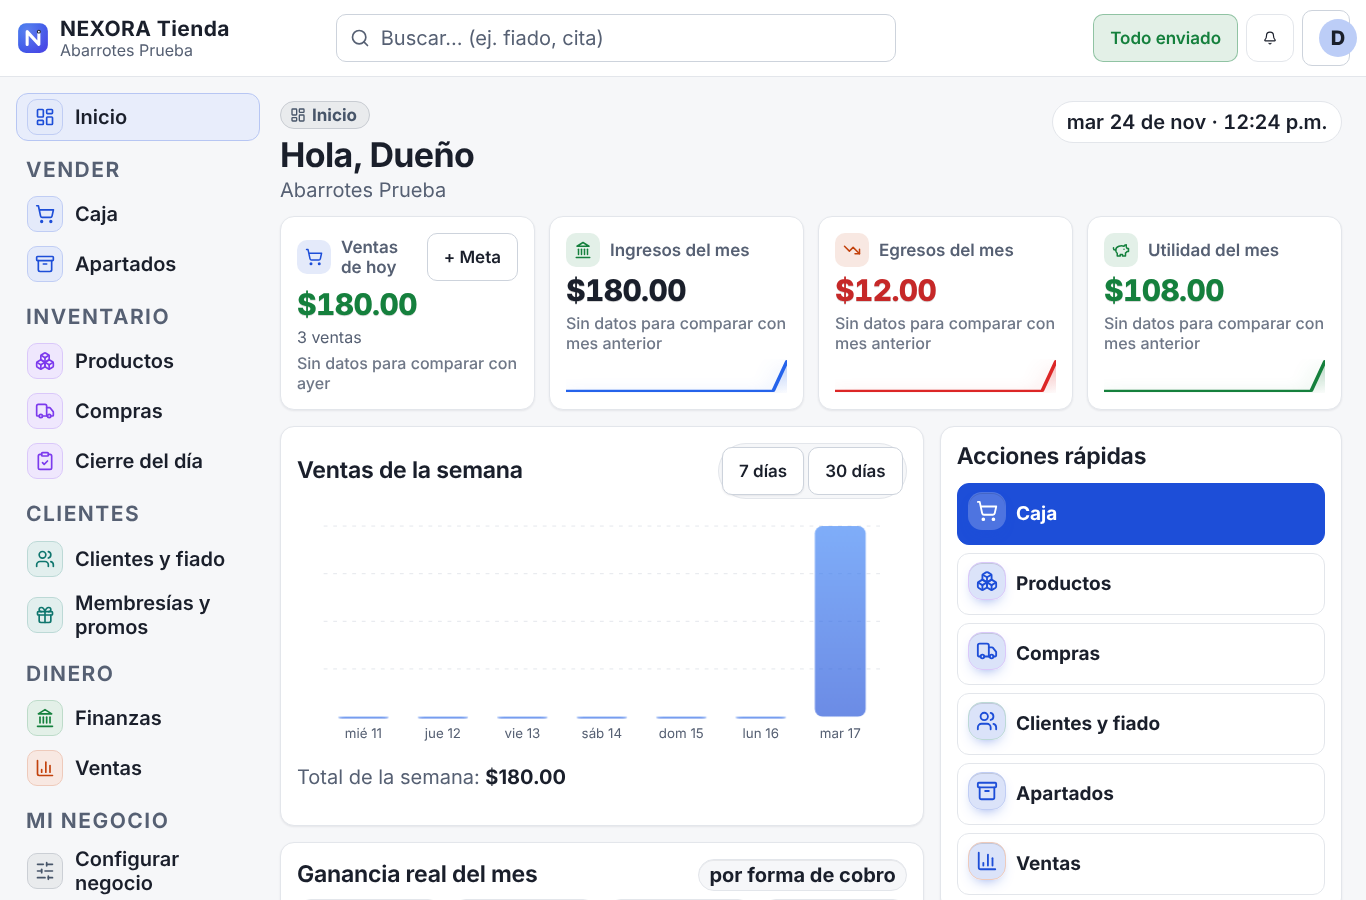 N
NEXORA Tienda
Abarrotes Prueba
Buscar... (ej. fiado, cita)
Todo enviado
D
Inicio
VENDER
Caja
Apartados
INVENTARIO
Productos
Compras
Cierre del día
CLIENTES
Clientes y fiado
Membresías y
promos
DINERO
Finanzas
Ventas
MI NEGOCIO
Configurar
negocio
Inicio
mar 24 de nov · 12:24 p.m.
Hola, Dueño
Abarrotes Prueba
Ventas
de hoy
+ Meta
$180.00
3 ventas
Sin datos para comparar con
ayer
Ingresos del mes
$180.00
Sin datos para comparar con
mes anterior
Egresos del mes
$12.00
Sin datos para comparar con
mes anterior
Utilidad del mes
$108.00
Sin datos para comparar con
mes anterior
Ventas de la semana
7 días
30 días
mié 11
jue 12
vie 13
sáb 14
dom 15
lun 16
mar 17
Total de la semana: $180.00
Ganancia real del mes
por forma de cobro
Acciones rápidas
Caja
Productos
Compras
Clientes y fiado
Apartados
Ventas